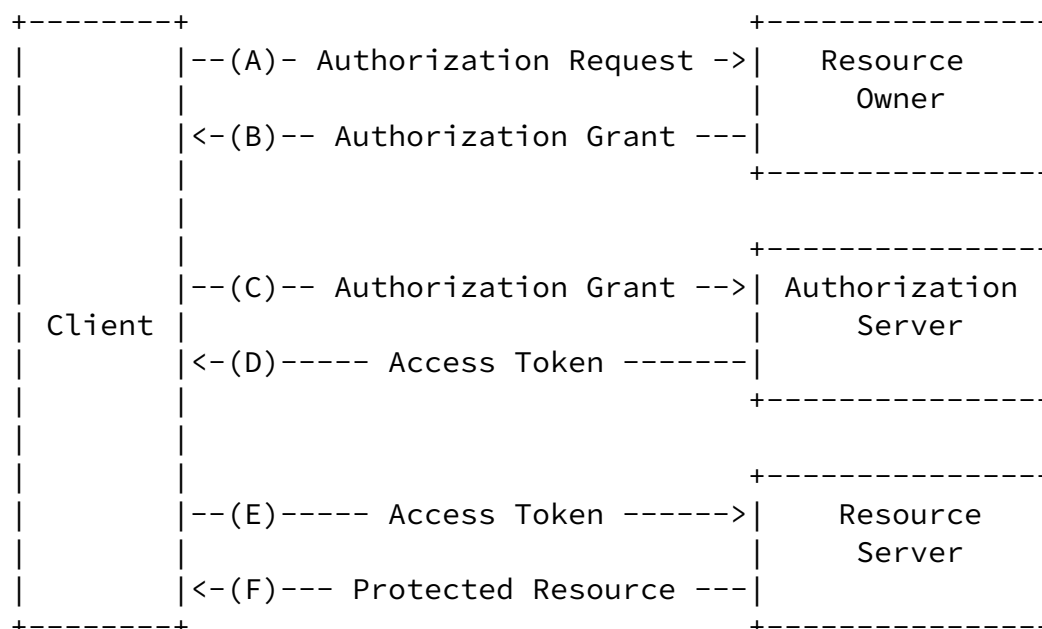 +--------+                               +---------------
|        |--(A)- Authorization Request ->|   Resource
|        |                               |     Owner
|        |<-(B)-- Authorization Grant ---|
|        |                               +---------------
|        |
|        |                               +---------------
|        |--(C)-- Authorization Grant -->| Authorization
| Client |                               |     Server
|        |<-(D)----- Access Token -------|
|        |                               +---------------
|        |
|        |                               +---------------
|        |--(E)----- Access Token ------>|    Resource
|        |                               |     Server
|        |<-(F)--- Protected Resource ---|
+--------+                               +---------------